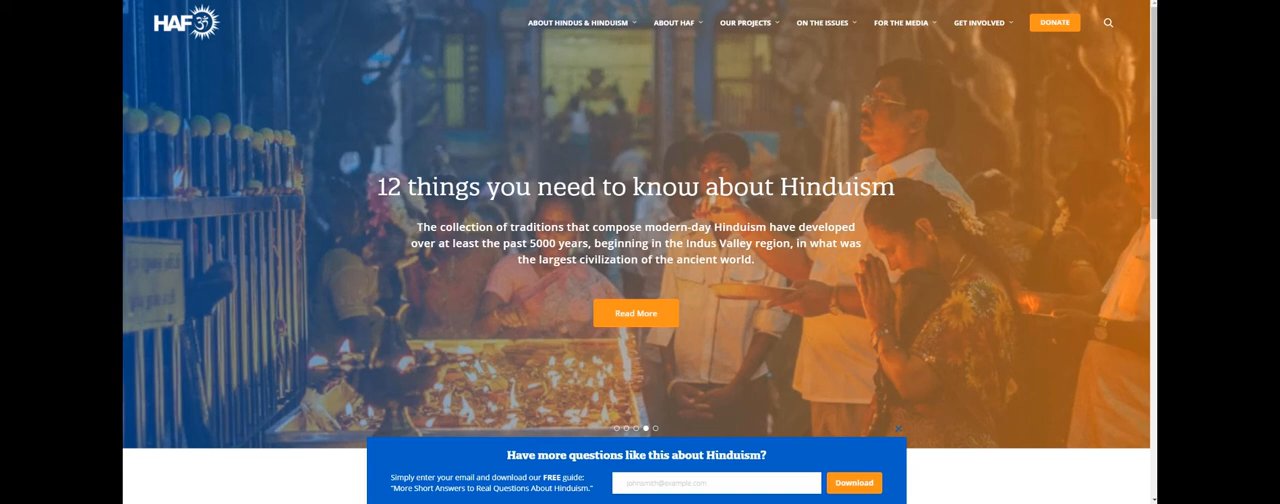 HAF ॐ
ABOUT HINDUS & HINDUISM ABOUT HAF OUR PROJECTS ON THE ISSUES FOR THE MEDIA GET INVOLVED DONATE
12 things you need to know about Hinduism
The collection of traditions that compose modern-day Hinduism have developed
over at least the past 5000 years, beginning in the Indus Valley region, in what was
the largest civilization of the ancient world.
Read More
Have more questions like this about Hinduism?
Simply enter your email and download our FREE guide:
"More Short Answers to Real Questions About Hinduism."
johnsmith@example.com
Download